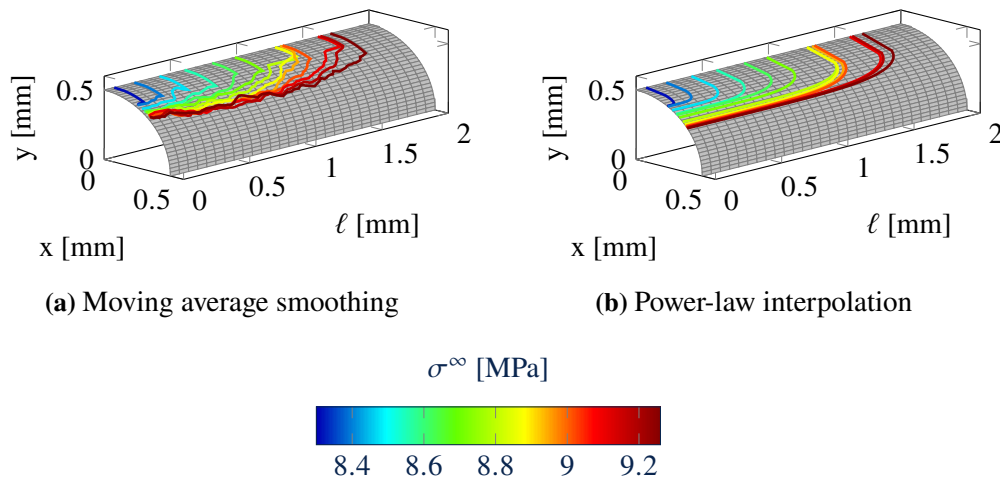 y [mm]
0.5
0
0
0.5
0
0.5
1
1.5
2
x [mm]
ℓ [mm]
(a) Moving average smoothing
y [mm]
0.5
0
0
0.5
0
0.5
1
1.5
2
x [mm]
ℓ [mm]
(b) Power-law interpolation
σ∞ [MPa]
8.4 8.6 8.8 9 9.2